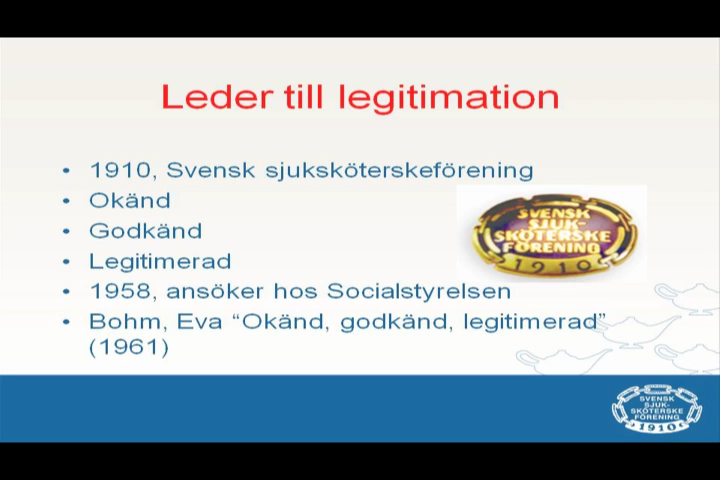 Leder till legitimation
• 1910, Svensk sjuksköterskeförening
• Okänd
• Godkänd
• Legitimerad
• 1958, ansöker hos Socialstyrelsen
• Bohm, Eva “Okänd, godkänd, legitimerad”
(1961)
SVENSK
SJUK-
SKÖTERSKE
FÖRENING
1910
SVENSK
SJUK-
SKÖTERSKE
FÖRENING
1910